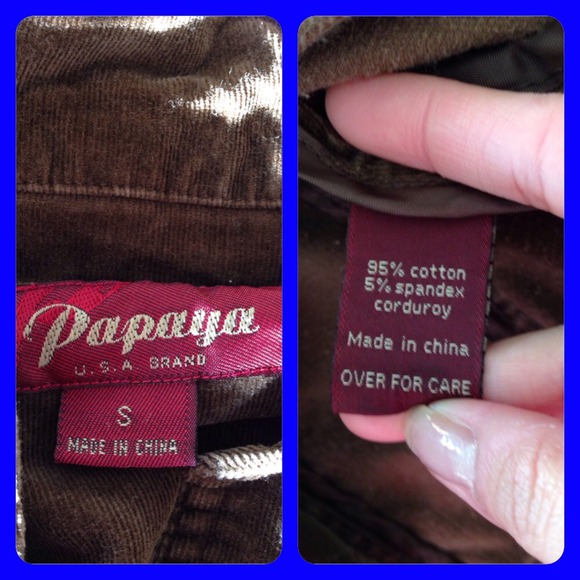 Papaya
U.S.A BRAND
S
MADE IN CHINA
95% cotton
5% spandex
corduroy
Made in china
OVER FOR CARE